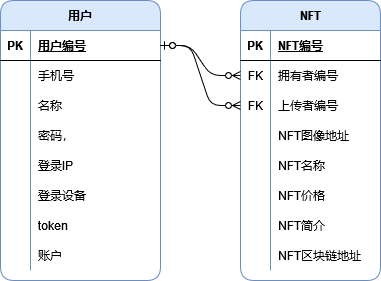 用户
PK 用户编号
手机号
名称
密码，
登录IP
登录设备
token
账户
NFT
PK NFT编号
FK 拥有者编号
FK 上传者编号
NFT图像地址
NFT名称
NFT价格
NFT简介
NFT区块链地址